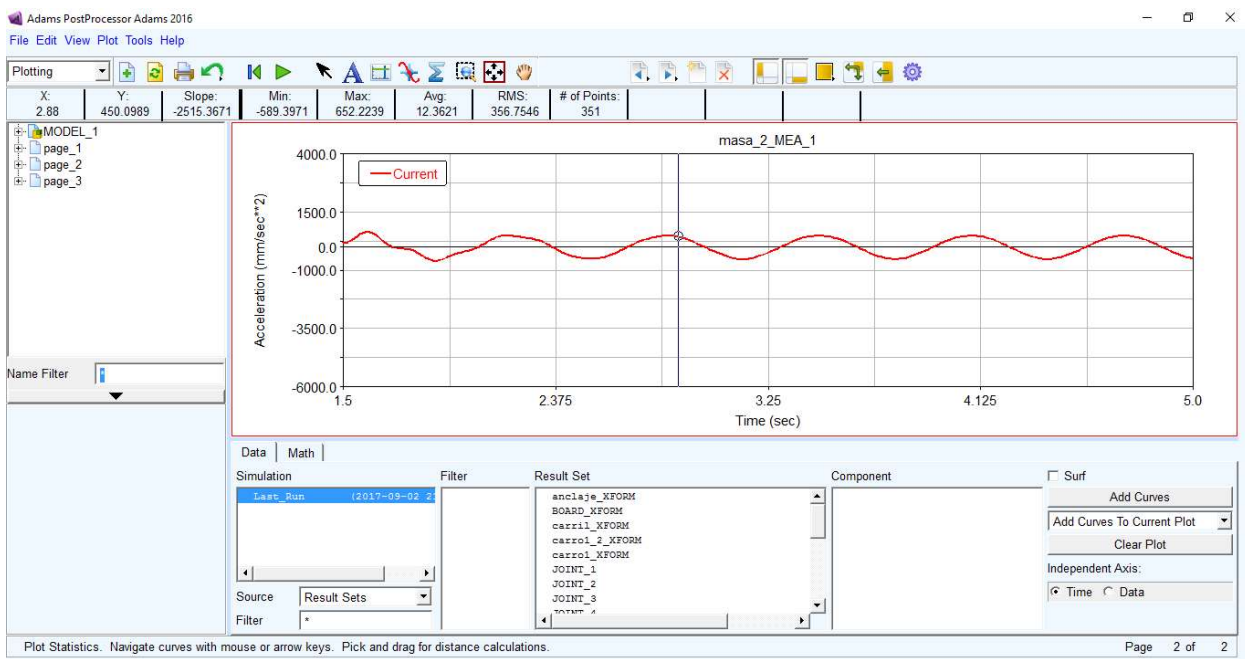 Adams PostProcessor Adams 2016
File Edit View Plot Tools Help
Plotting
X: Y: Slope: Min: Max: Avg: RMS: # of Points:
2.88 450.0989 -2515.3671 -589.3971 652.2239 12.3621 356.7546 351
MODEL_1
page_1
page_2
page_3
Name Filter *
masa_2_MEA_1
4000.0
Current
1500.0
0.0
-1000.0
-3500.0
-6000.0
Acceleration (mm/sec**2)
1.5 2.375 3.25 4.125 5.0
Time (sec)
Data Math
Simulation Filter Result Set Component Surf
Last_Run (2017-09-02 2
anclaje_XFORM
BOARD_XFORM
carril_XFORM
carro1_2_XFORM
carro1_XFORM
JOINT_1
JOINT_2
JOINT_3
JOINT_4
Add Curves
Add Curves To Current Plot
Clear Plot
Independent Axis:
Time Data
Source Result Sets
Filter *
Plot Statistics. Navigate curves with mouse or arrow keys. Pick and drag for distance calculations. Page 2 of 2